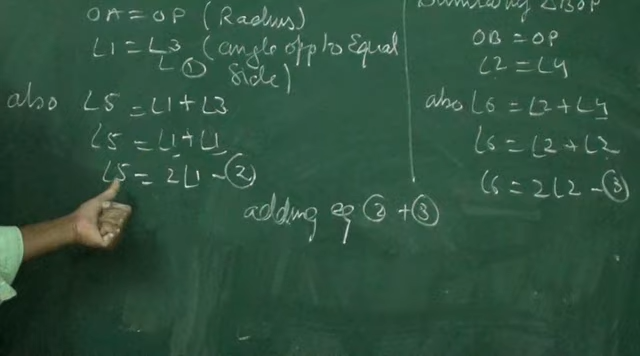 OA = OP (Radius)
∠1 = ∠3 (angle opp to Equal
∟ ① Side)
also ∠5 = ∠1 + ∠3
∠5 = ∠1 + ∠1
∠5 = 2∠1 - ②
Similarly △BOP
OB = OP
∠2 = ∠4
also ∠6 = ∠2 + ∠4
∠6 = ∠2 + ∠2
∠6 = 2∠2 - ③
adding eq ② + ③